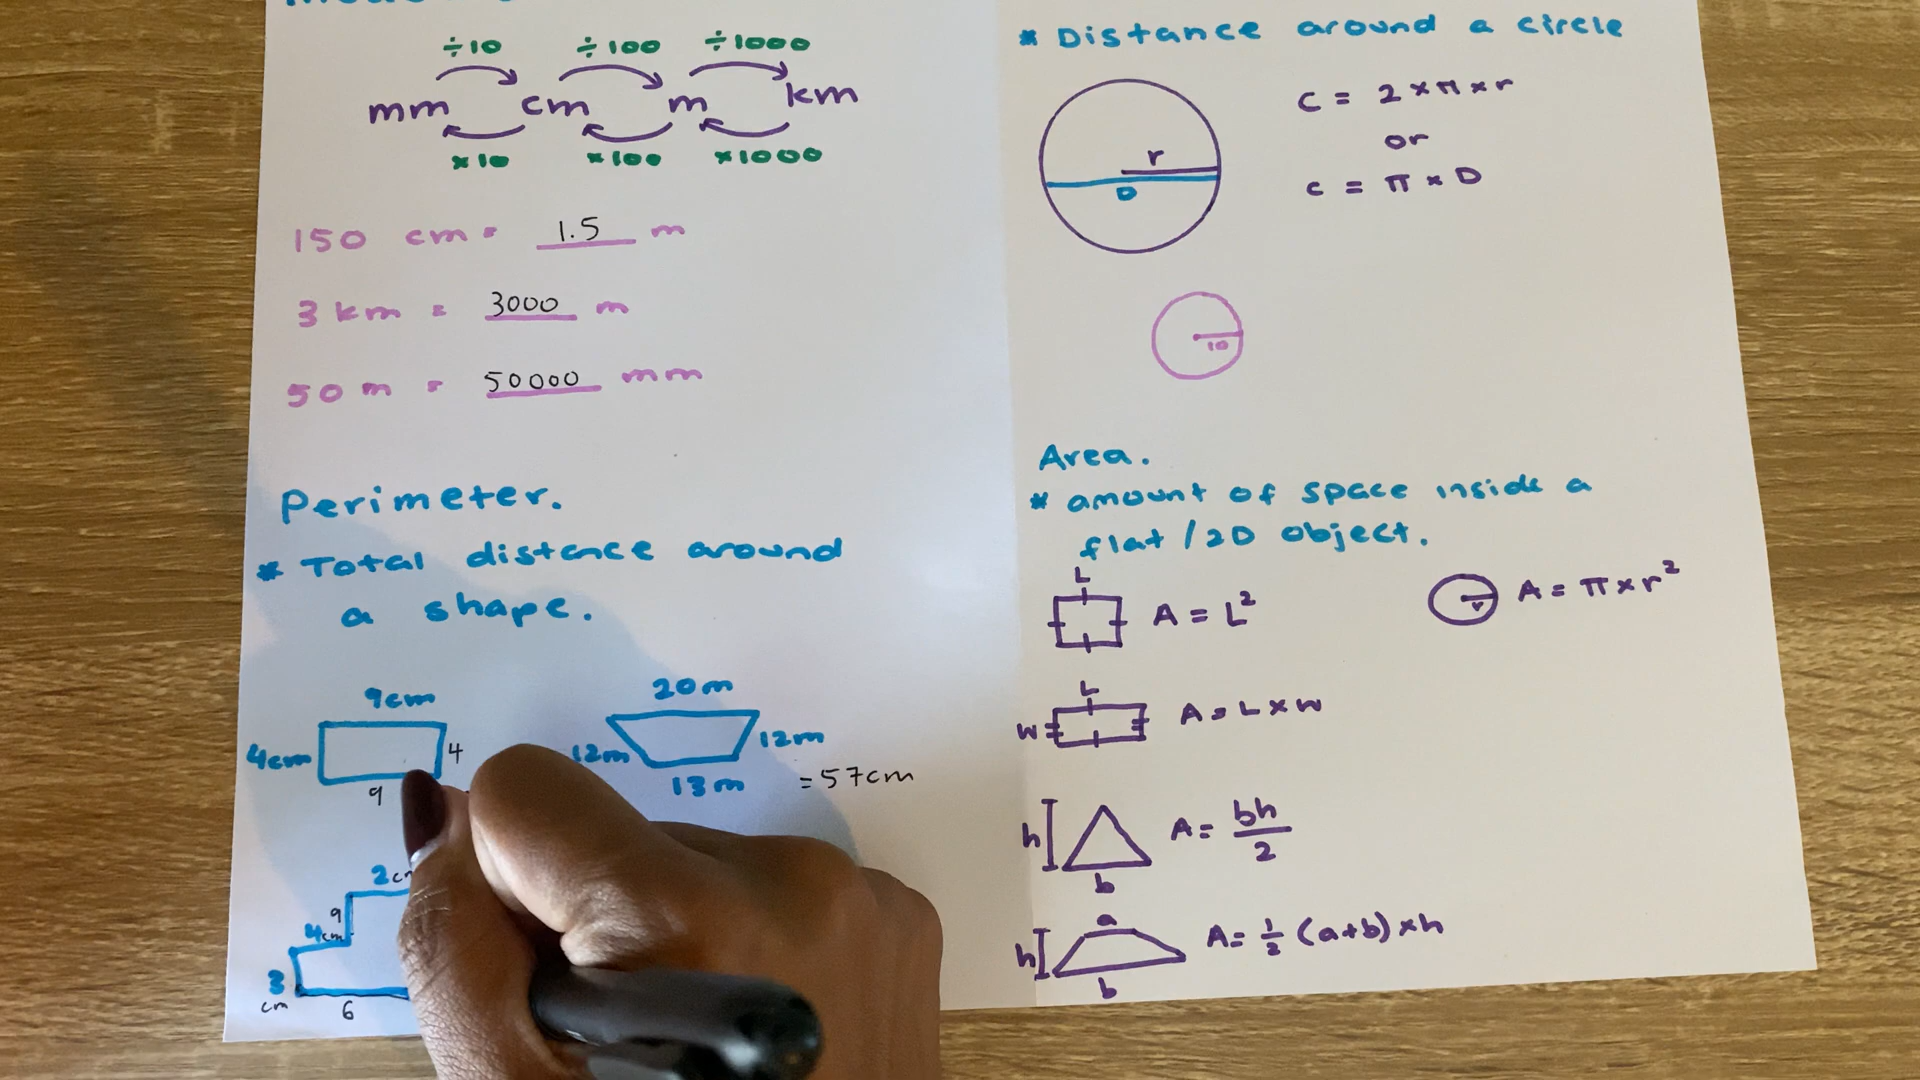 ÷10 ÷100 ÷1000
mm cm m km
×10 ×100 ×1000
150 cm = 1.5 m
3 km = 3000 m
50 m = 50000 mm
Perimeter.
* Total distance around
a shape.
9cm
4cm 4
9
20m
12m 12m
13m = 57cm
2cm
9
4cm
3
cm 6
* Distance around a circle
C = 2 × π × r
or
C = π × D
r
D
10
Area.
* amount of space inside a
flat / 2D object.
L
A = L²
r A = π × r²
L
W A = L × W
h A = bh
2
b
a
h A = 1/2 (a+b) × h
b